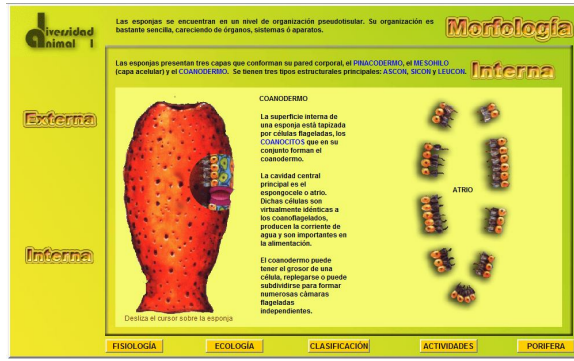 Diversidad
Animal I
Las esponjas se encuentran en un nivel de organización pseudotisular. Su organización es
bastante sencilla, careciendo de órganos, sistemas ó aparatos.
Morfología
Las esponjas presentan tres capas que conforman su pared corporal, el PINACODERMO, el MESOHILO
(capa acelular) y el COANODERMO. Se tienen tres tipos estructurales principales: ASCON, SICON y LEUCON.
Interna
Externa
Interna
COANODERMO
La superficie interna de
una esponja está tapizada
por células flageladas, los
COANOCITOS que en su
conjunto forman el
coanodermo.
La cavidad central
principal es el
espongocele o atrio.
Dichas células son
virtualmente idénticas a
los coanoflagelados,
producen la corriente de
agua y son importantes en
la alimentación.
El coanodermo puede
tener el grosor de una
célula, replegarse o puede
subdividirse para formar
numerosas cámaras
flageladas
independientes.
ATRIO
Desliza el cursor sobre la esponja
FISIOLOGÍA
ECOLOGÍA
CLASIFICACIÓN
ACTIVIDADES
PORIFERA